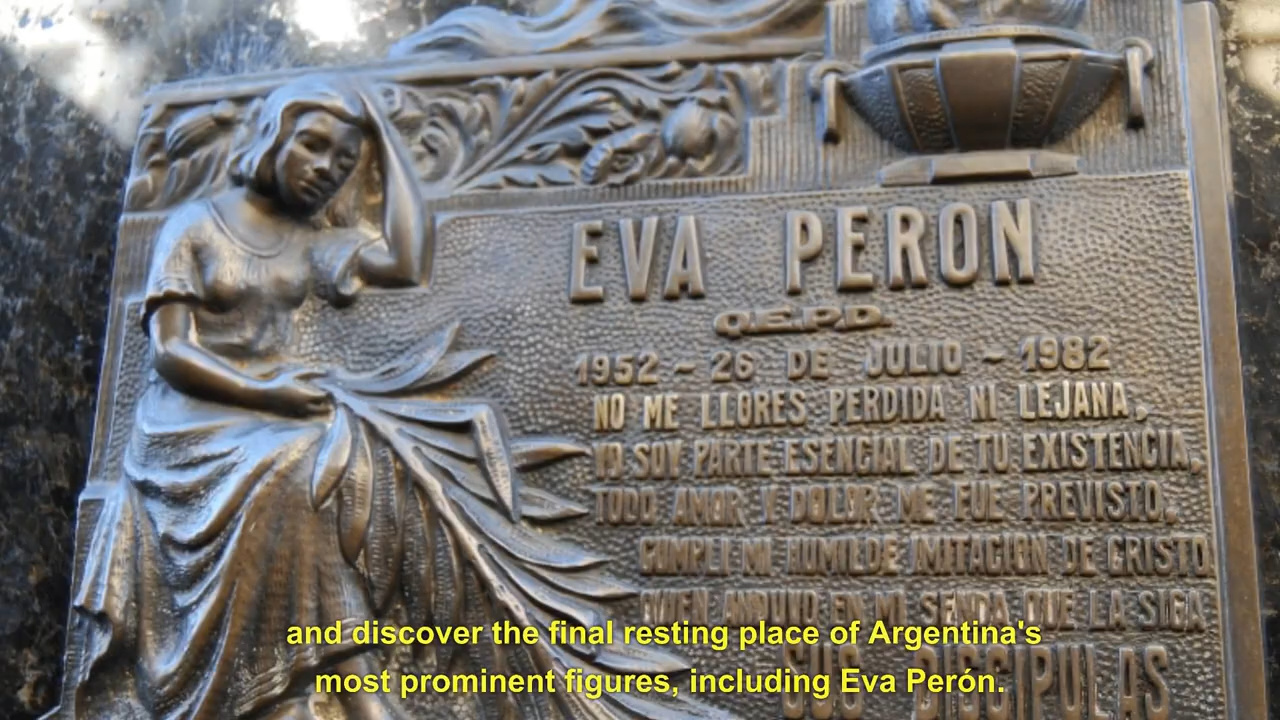 EVA PERON
Q.E.P.D.
1952 ~ 26 DE JULIO ~ 1982
NO ME LLORES PERDIDA NI LEJANA,
YO SOY PARTE ESENCIAL DE TU EXISTENCIA,
TODO AMOR Y DOLOR ME FUE PREVISTO,
CUMPLI MI HUMILDE IMITACION DE CRISTO
QUIEN ANDUVO EN MI SENDA QUE LA SIGA
SUS DISCIPULAS
and discover the final resting place of Argentina's
most prominent figures, including Eva Perón.